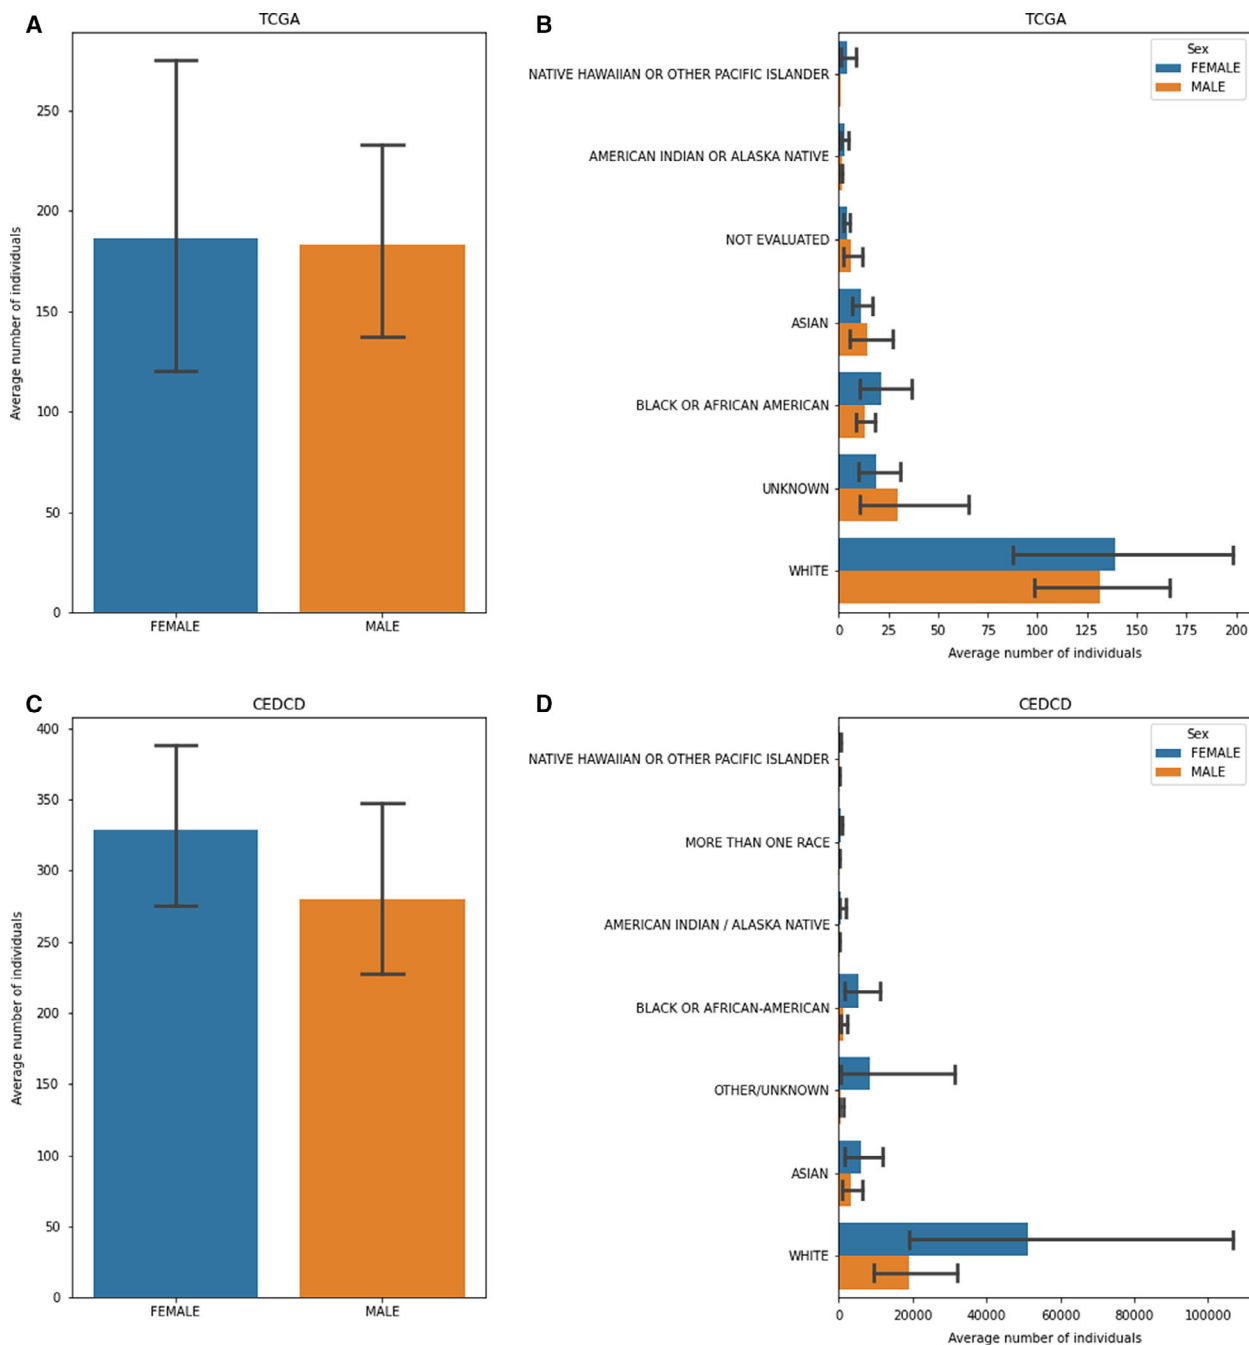 A
TCGA
Average number of individuals
250
200
150
100
50
0
FEMALE
MALE
B
TCGA
Sex
FEMALE
MALE
NATIVE HAWAIIAN OR OTHER PACIFIC ISLANDER
AMERICAN INDIAN OR ALASKA NATIVE
NOT EVALUATED
ASIAN
BLACK OR AFRICAN AMERICAN
UNKNOWN
WHITE
0 25 50 75 100 125 150 175 200
Average number of individuals
C
CEDCD
Average number of individuals
400
350
300
250
200
150
100
50
0
FEMALE
MALE
D
CEDCD
Sex
FEMALE
MALE
NATIVE HAWAIIAN OR OTHER PACIFIC ISLANDER
MORE THAN ONE RACE
AMERICAN INDIAN / ALASKA NATIVE
BLACK OR AFRICAN-AMERICAN
OTHER/UNKNOWN
ASIAN
WHITE
0 20000 40000 60000 80000 100000
Average number of individuals